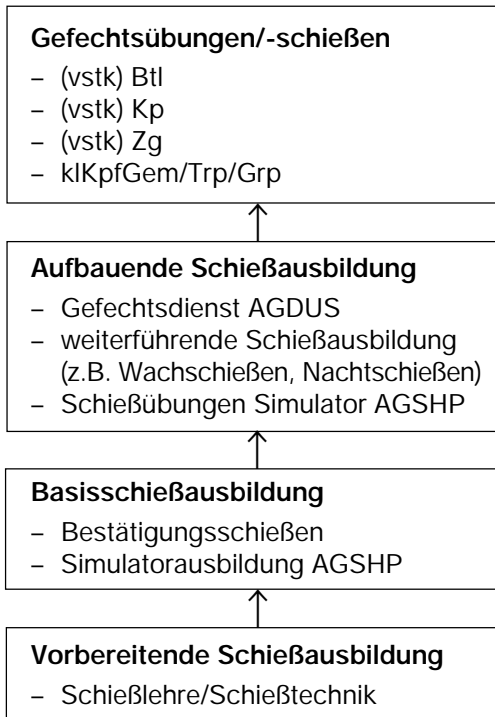 Gefechtsübungen/-schießen
– (vstk) Btl
– (vstk) Kp
– (vstk) Zg
– klKpfGem/Trp/Grp
Aufbauende Schießausbildung
– Gefechtsdienst AGDUS
– weiterführende Schießausbildung
(z.B. Wachschießen, Nachtschießen)
– Schießübungen Simulator AGSHP
Basisschießausbildung
– Bestätigungsschießen
– Simulatorausbildung AGSHP
Vorbereitende Schießausbildung
– Schießlehre/Schießtechnik